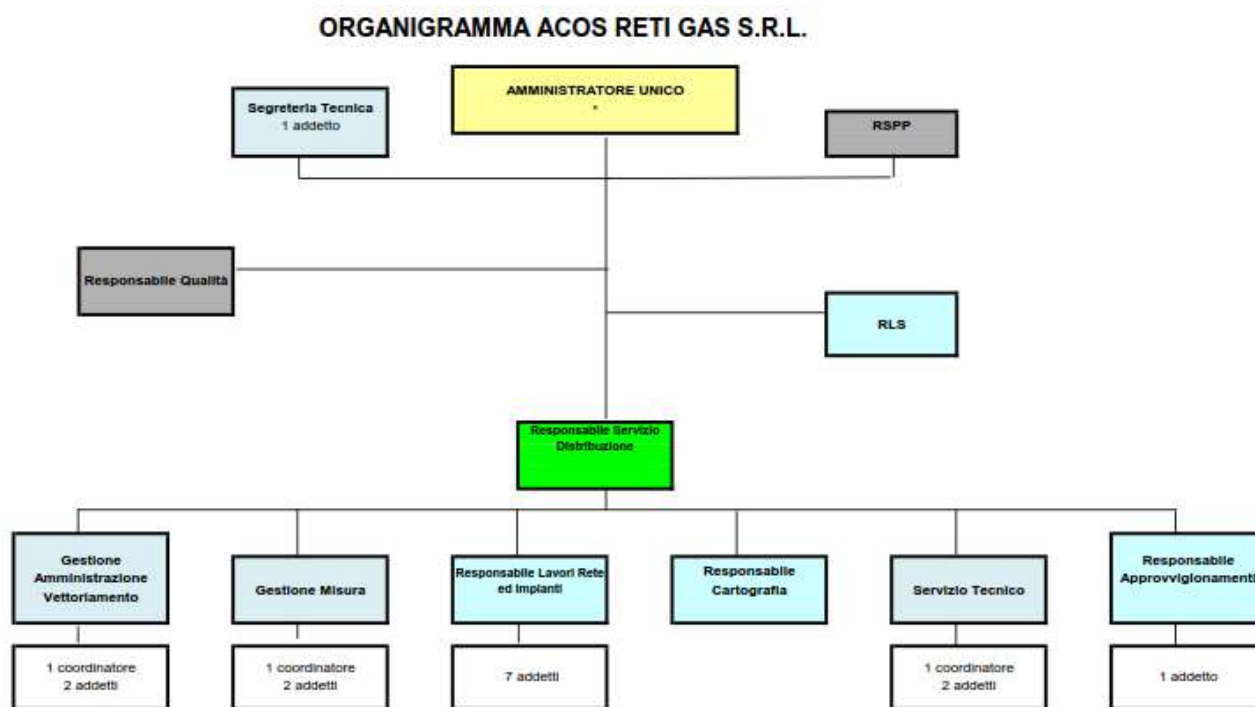 ORGANIGRAMMA ACOS RETI GAS S.R.L.
AMMINISTRATORE UNICO
*
Segreteria Tecnica
1 addetto
RSPP
Responsabile Qualità
RLS
Responsabile Servizio
Distribuzione
Gestione
Amministrazione
Vettoriamento
Gestione Misura
Responsabile Lavori Rete
ed Impianti
Responsabile
Cartografia
Servizio Tecnico
Responsabile
Approvvigionamenti
1 coordinatore
2 addetti
1 coordinatore
2 addetti
7 addetti
1 coordinatore
2 addetti
1 addetto